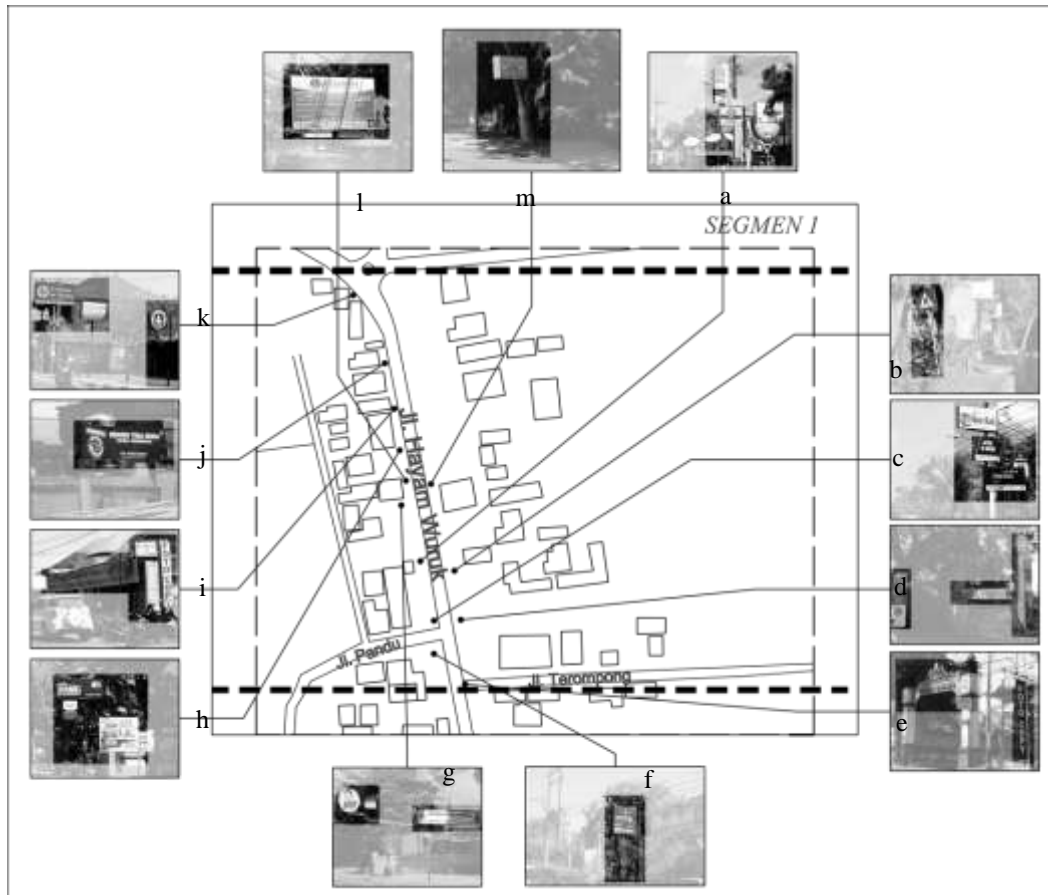 l
m
a
SEGMEN 1
k
b
j
c
Jl. Hayam Wuruk
i
d
Jl. Pandu
Jl. Terompong
h
e
g
f